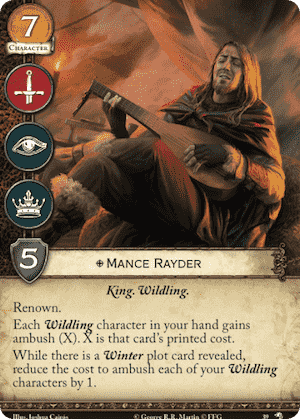 7
CHARACTER
5
MANCE RAYDER
King. Wildling.
Renown.
Each Wildling character in your hand gains
ambush (X). X is that card's printed cost.
While there is a Winter plot card revealed,
reduce the cost to ambush each of your Wildling
characters by 1.
Illus. Joshua Cairós © George R.R. Martin © FFG 39